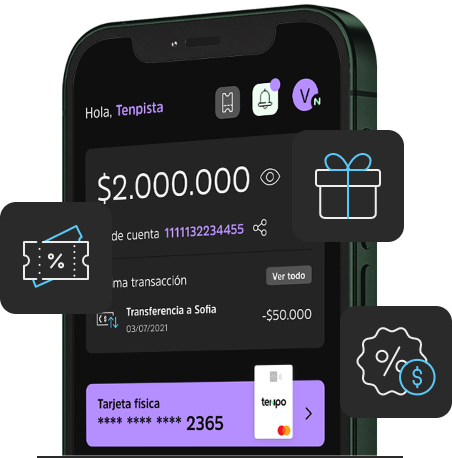 Hola, Tenpista
V
N
$2.000.000
de cuenta 1111132234455
ma transacción
Ver todo
Transferencia a Sofia
-$50.000
03/07/2021
Tarjeta física
**** **** **** 2365
tenpo
%
%
$